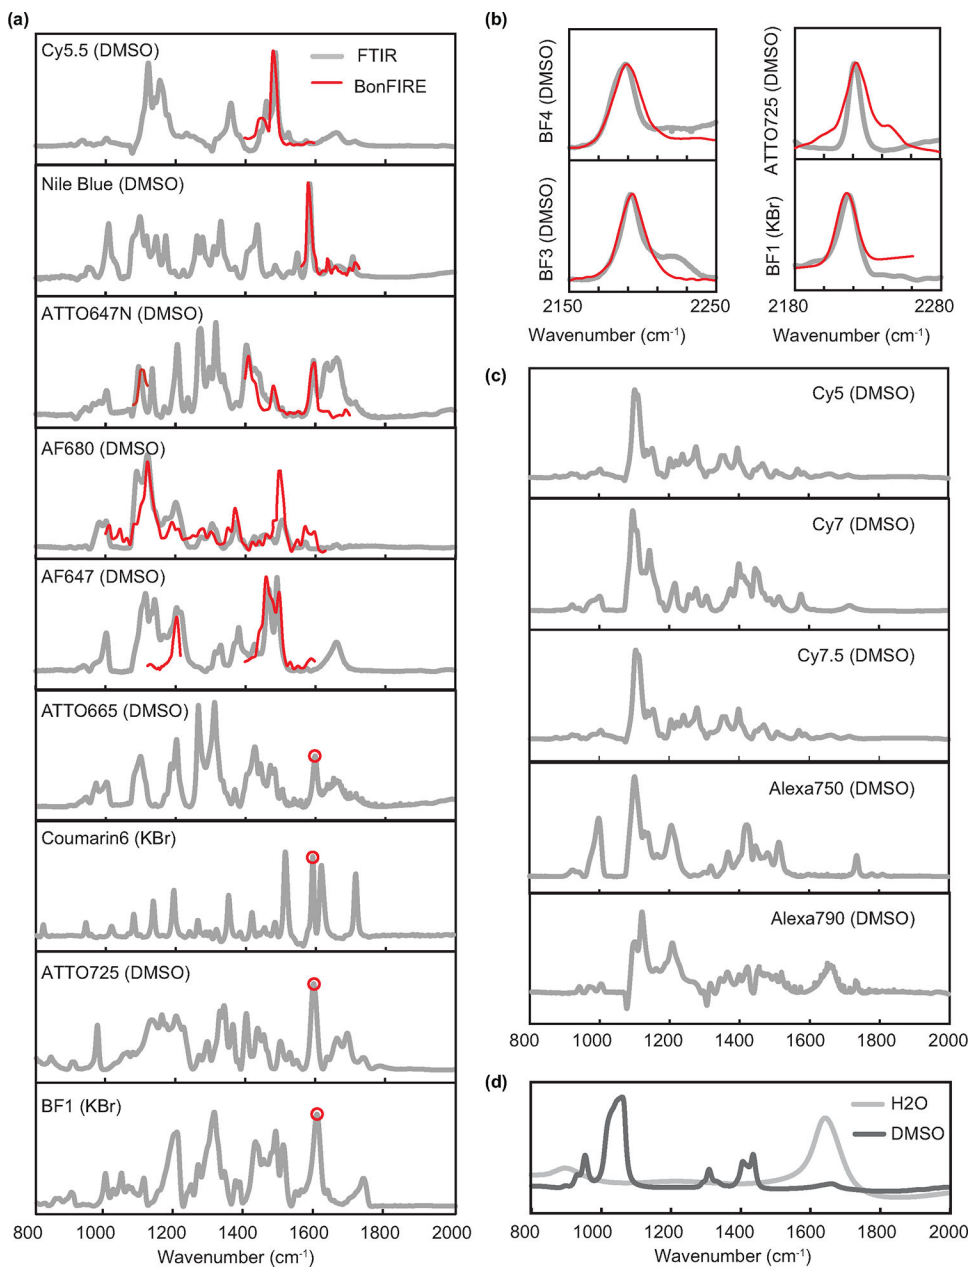 (a)
Cy5.5 (DMSO)
FTIR
BonFIRE
Nile Blue (DMSO)
ATTO647N (DMSO)
AF680 (DMSO)
AF647 (DMSO)
ATTO665 (DMSO)
Coumarin6 (KBr)
ATTO725 (DMSO)
BF1 (KBr)
800 1000 1200 1400 1600 1800 2000
Wavenumber (cm-1)
(b)
BF4 (DMSO)
BF3 (DMSO)
2150 2250
Wavenumber (cm-1)
ATTO725 (DMSO)
BF1 (KBr)
2180 2280
Wavenumber (cm-1)
(c)
Cy5 (DMSO)
Cy7 (DMSO)
Cy7.5 (DMSO)
Alexa750 (DMSO)
Alexa790 (DMSO)
800 1000 1200 1400 1600 1800 2000
(d)
H2O
DMSO
800 1000 1200 1400 1600 1800 2000
Wavenumber (cm-1)